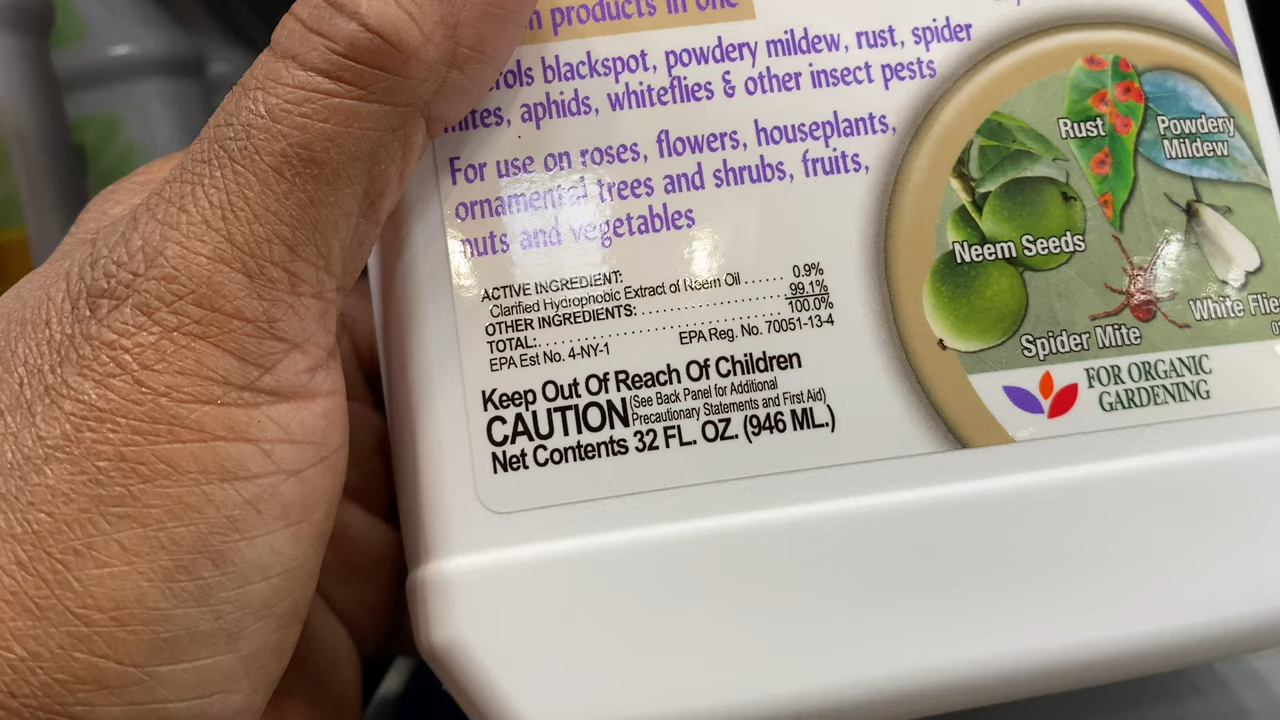 products in one
blackspot, powdery mildew, rust, spider
mites, aphids, whiteflies & other insect pests
For use on roses, flowers, houseplants,
ornamental trees and shrubs, fruits,
nuts and vegetables
ACTIVE INGREDIENT:
Clarified Hydrophobic Extract of Neem Oil ...... 0.9%
OTHER INGREDIENTS: .................... 99.1%
TOTAL:.............................. 100.0%
EPA Est No. 4-NY-1 EPA Reg. No. 70051-13-4
Keep Out Of Reach Of Children
CAUTION (See Back Panel for Additional
Precautionary Statements and First Aid)
Net Contents 32 FL. OZ. (946 ML.)
Rust
Powdery
Mildew
Neem Seeds
Spider Mite
White
FOR ORGANIC
GARDENING